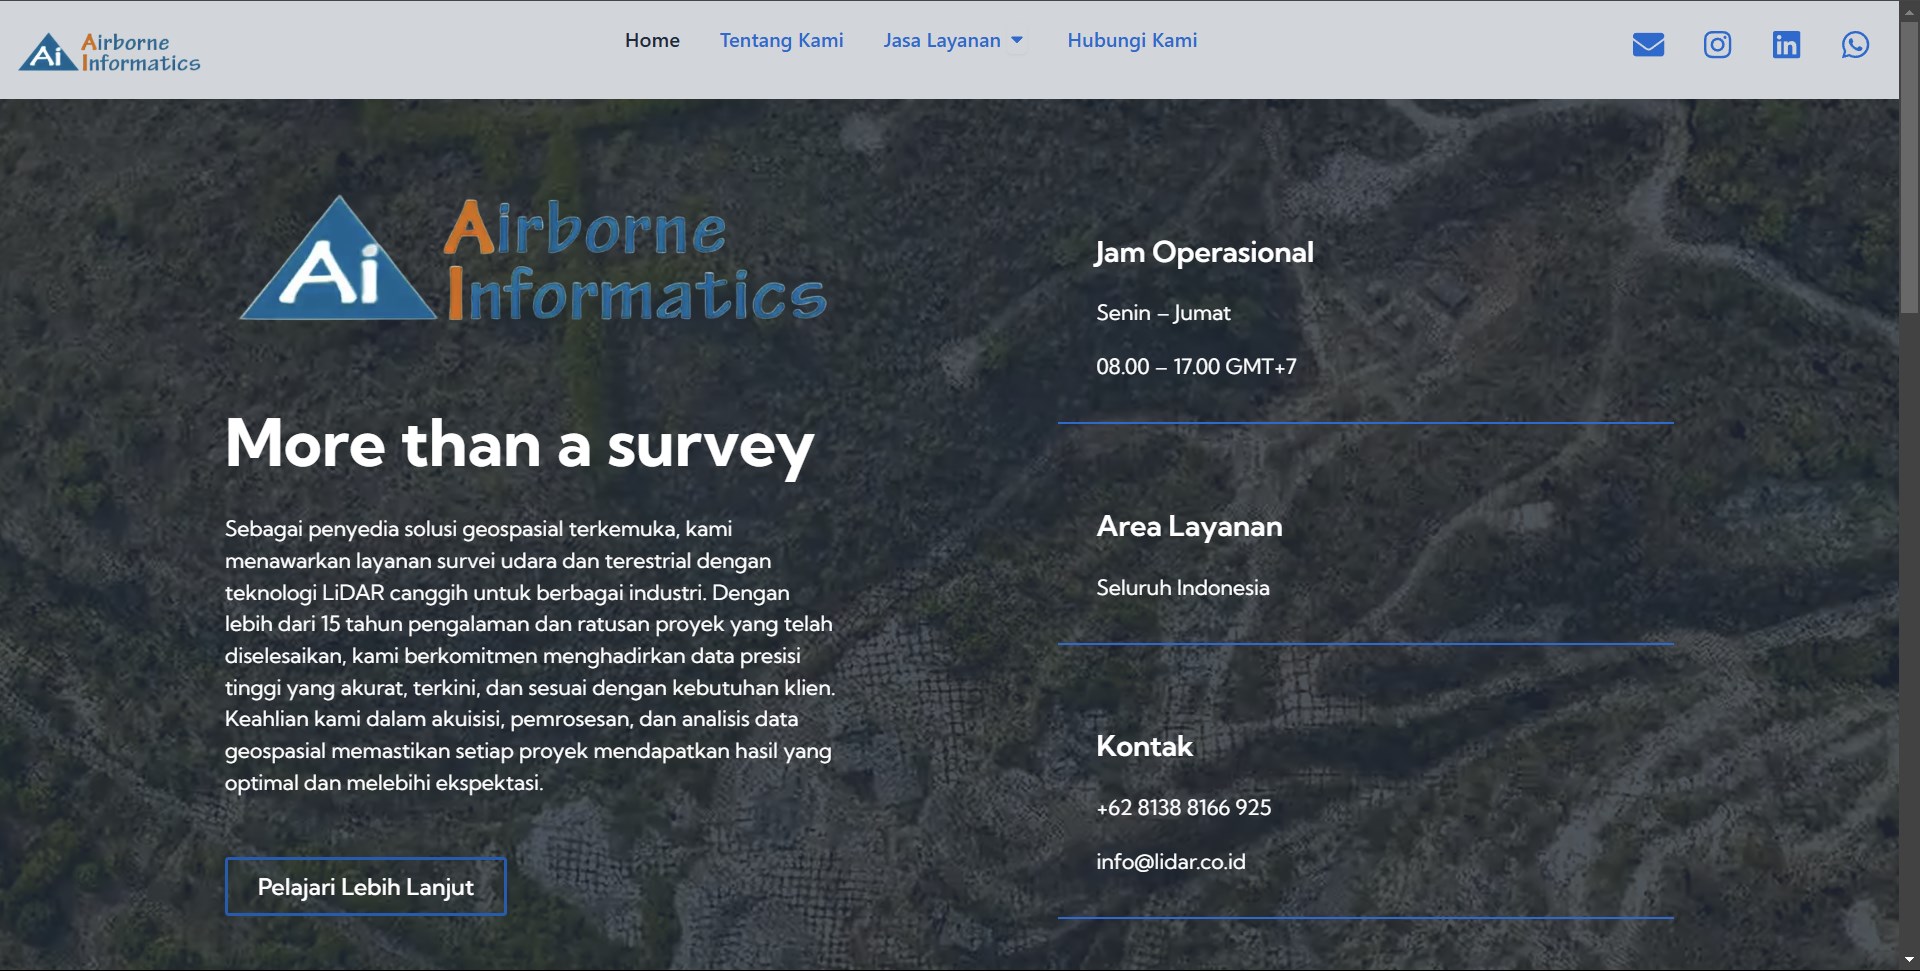 Ai Airborne
Informatics
Home
Tentang Kami
Jasa Layanan
Hubungi Kami
Ai Airborne
Informatics
More than a survey
Sebagai penyedia solusi geospasial terkemuka, kami
menawarkan layanan survei udara dan terestrial dengan
teknologi LiDAR canggih untuk berbagai industri. Dengan
lebih dari 15 tahun pengalaman dan ratusan proyek yang telah
diselesaikan, kami berkomitmen menghadirkan data presisi
tinggi yang akurat, terkini, dan sesuai dengan kebutuhan klien.
Keahlian kami dalam akuisisi, pemrosesan, dan analisis data
geospasial memastikan setiap proyek mendapatkan hasil yang
optimal dan melebihi ekspektasi.
Pelajari Lebih Lanjut
Jam Operasional
Senin – Jumat
08.00 – 17.00 GMT+7
Area Layanan
Seluruh Indonesia
Kontak
+62 8138 8166 925
info@lidar.co.id